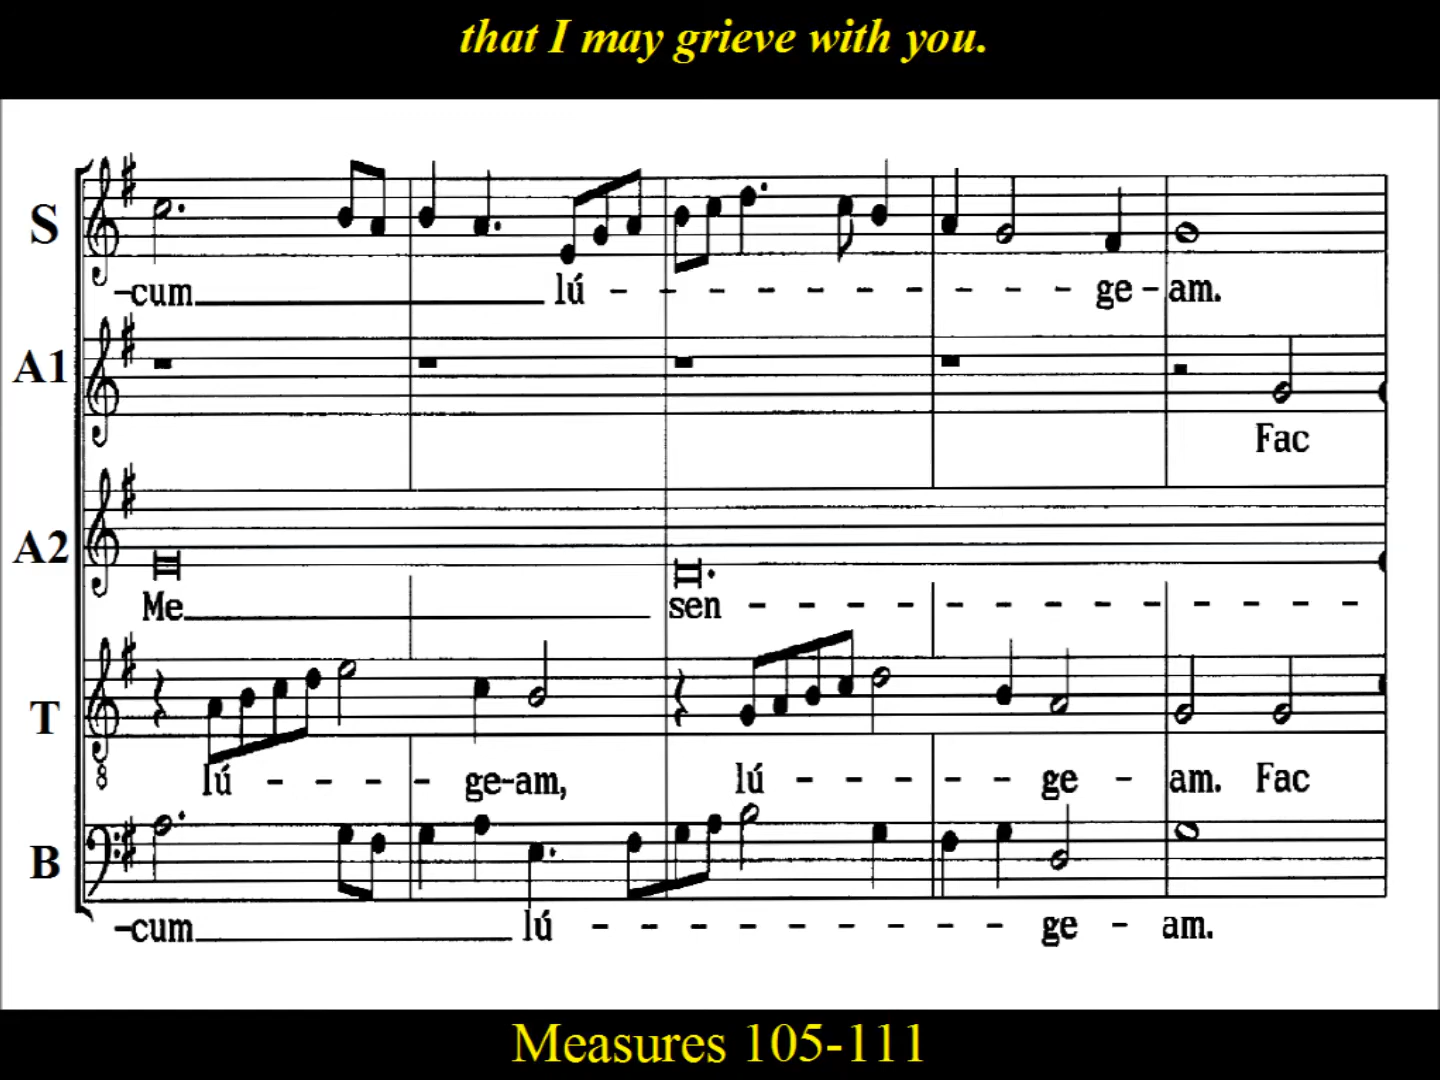 that I may grieve with you.
S
-cum lú - - - - - - - - - ge - am.
A1
Fac
A2
Me sen - - - - - - - - - - - - -
T
8
lú - - - - ge-am, lú - - - - - ge - am. Fac
B
-cum lú - - - - - - - - - ge - am.
Measures 105-111